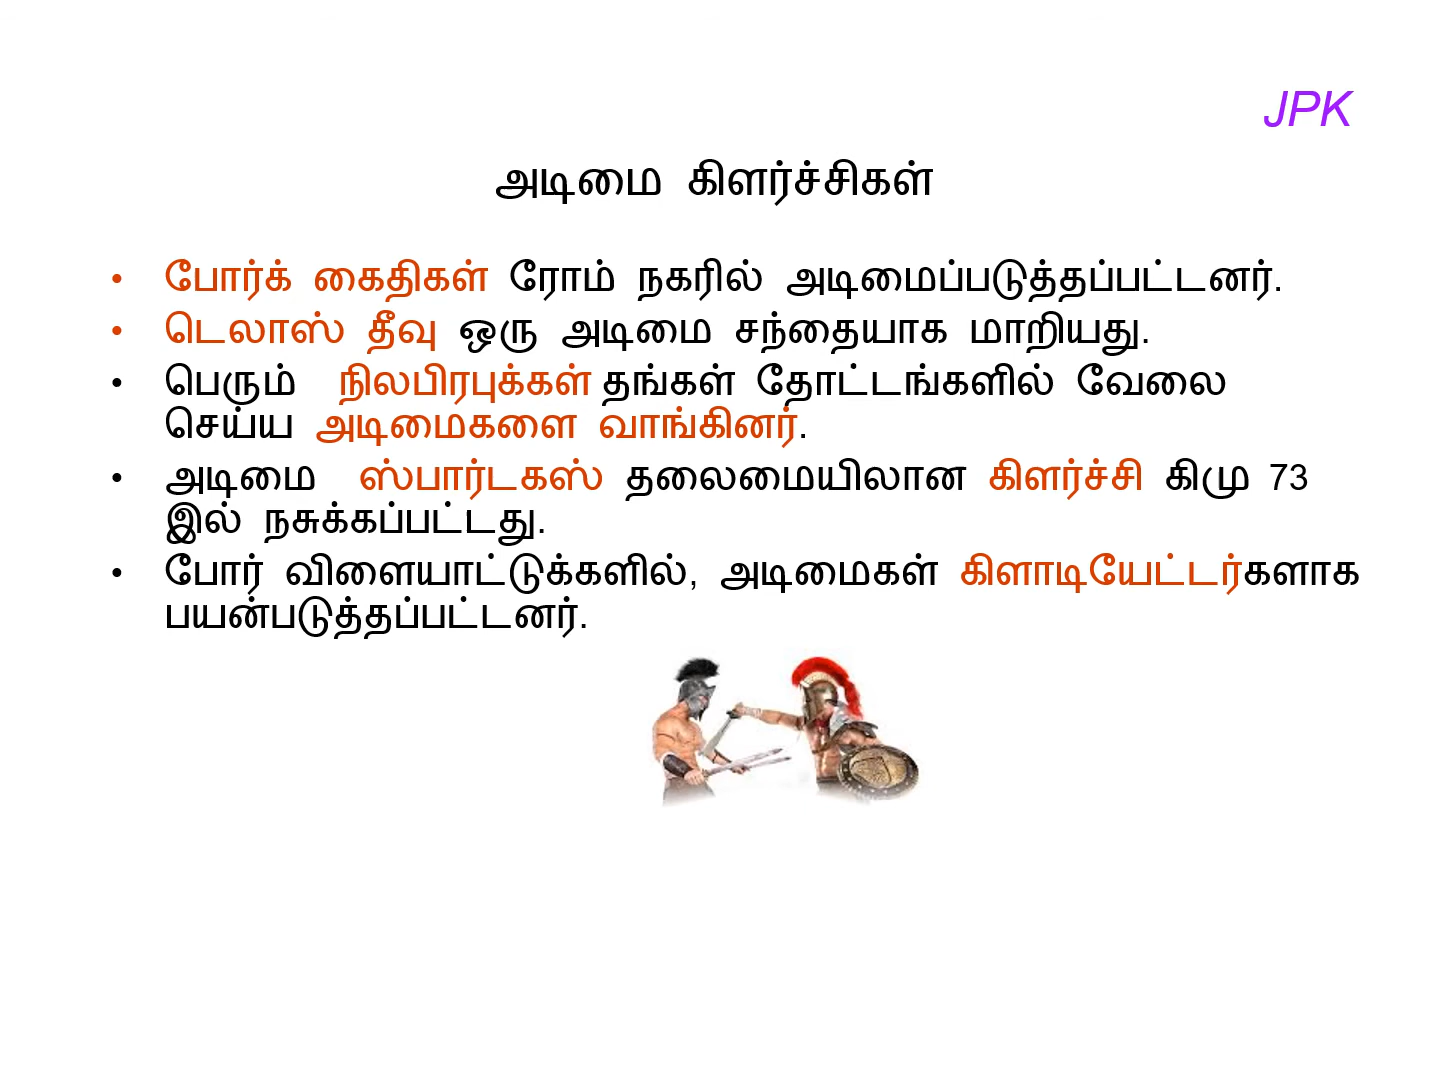 JPK
அடிமை கிளர்ச்சிகள்
• போர்க் கைதிகள் ரோம் நகரில் அடிமைப்படுத்தப்பட்டனர்.
• டெலாஸ் தீவு ஒரு அடிமை சந்தையாக மாறியது.
• பெரும் நிலபிரபுக்கள் தங்கள் தோட்டங்களில் வேலை
செய்ய அடிமைகளை வாங்கினர்.
• அடிமை ஸ்பார்டகஸ் தலைமையிலான கிளர்ச்சி கிமு 73
இல் நசுக்கப்பட்டது.
• போர் விளையாட்டுக்களில், அடிமைகள் கிளாடியேட்டர்களாக
பயன்படுத்தப்பட்டனர்.